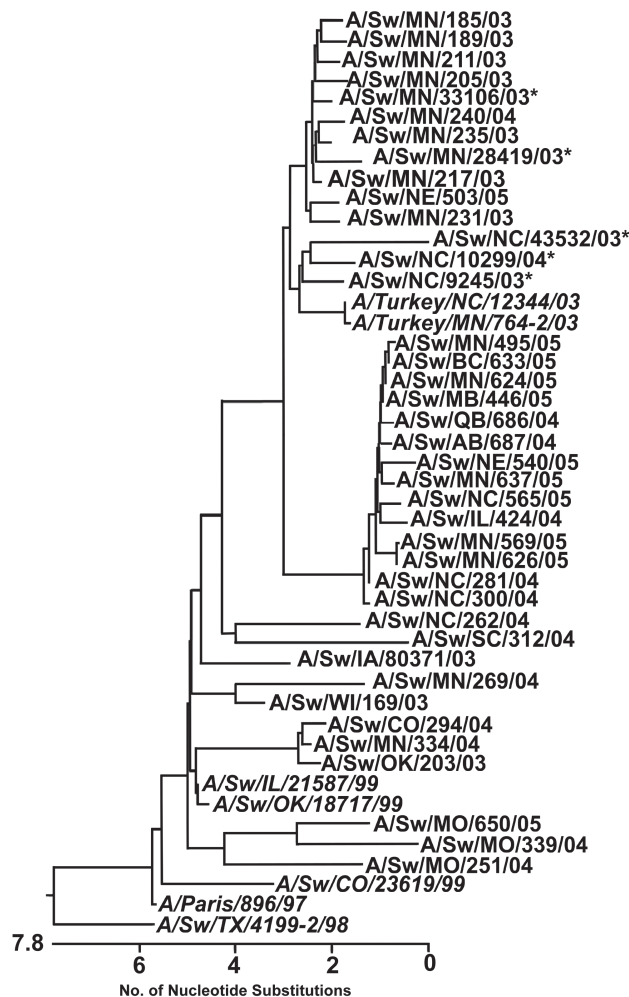 A/Sw/MN/185/03
A/Sw/MN/189/03
A/Sw/MN/211/03
A/Sw/MN/205/03
A/Sw/MN/33106/03*
A/Sw/MN/240/04
A/Sw/MN/235/03
A/Sw/MN/28419/03*
A/Sw/MN/217/03
A/Sw/NE/503/05
A/Sw/MN/231/03
A/Sw/NC/43532/03*
A/Sw/NC/10299/04*
A/Sw/NC/9245/03*
A/Turkey/NC/12344/03
A/Turkey/MN/764-2/03
A/Sw/MN/495/05
A/Sw/BC/633/05
A/Sw/MN/624/05
A/Sw/MB/446/05
A/Sw/QB/686/04
A/Sw/AB/687/04
A/Sw/NE/540/05
A/Sw/MN/637/05
A/Sw/NC/565/05
A/Sw/IL/424/04
A/Sw/MN/569/05
A/Sw/MN/626/05
A/Sw/NC/281/04
A/Sw/NC/300/04
A/Sw/NC/262/04
A/Sw/SC/312/04
A/Sw/IA/80371/03
A/Sw/MN/269/04
A/Sw/WI/169/03
A/Sw/CO/294/04
A/Sw/MN/334/04
A/Sw/OK/203/03
A/Sw/IL/21587/99
A/Sw/OK/18717/99
A/Sw/MO/650/05
A/Sw/MO/339/04
A/Sw/MO/251/04
A/Sw/CO/23619/99
A/Paris/896/97
A/Sw/TX/4199-2/98
7.8
6 4 2 0
No. of Nucleotide Substitutions